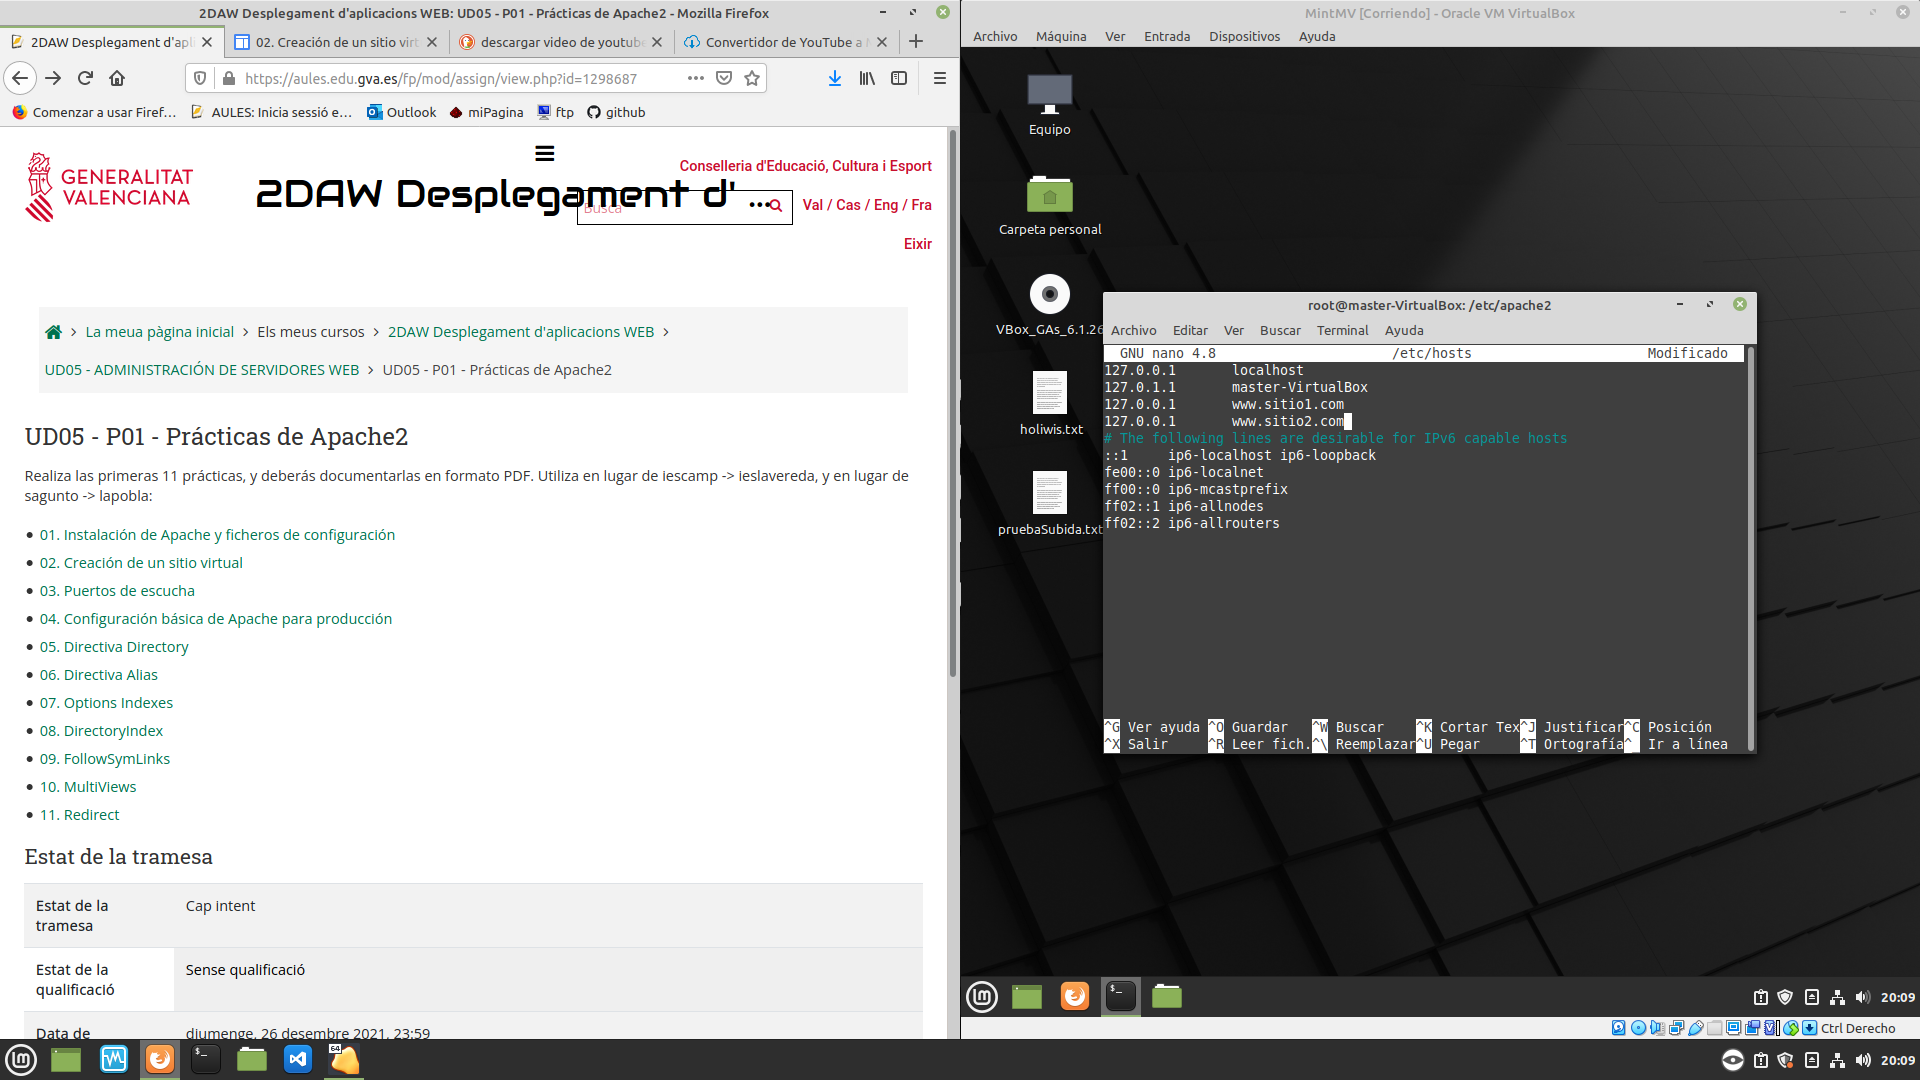 2DAW Desplegament d'aplicacions WEB: UD05 - P01 - Prácticas de Apache2 - Mozilla Firefox
2DAW Desplegament d'apli
02. Creación de un sitio virt
descargar video de youtube
Convertidor de YouTube a
https://aules.edu.gva.es/fp/mod/assign/view.php?id=1298687
Comenzar a usar Firef…
AULES: Inicia sessió e…
Outlook
miPagina
ftp
github
GENERALITAT
VALENCIANA
2DAW Desplegament d' ...
Conselleria d'Educació, Cultura i Esport
Busca
Val / Cas / Eng / Fra
Eixir
La meua pàgina inicial > Els meus cursos > 2DAW Desplegament d'aplicacions WEB >
UD05 - ADMINISTRACIÓN DE SERVIDORES WEB > UD05 - P01 - Prácticas de Apache2
UD05 - P01 - Prácticas de Apache2
Realiza las primeras 11 prácticas, y deberás documentarlas en formato PDF. Utiliza en lugar de iescamp -> ieslavereda, y en lugar de
sagunto -> lapobla:
01. Instalación de Apache y ficheros de configuración
02. Creación de un sitio virtual
03. Puertos de escucha
04. Configuración básica de Apache para producción
05. Directiva Directory
06. Directiva Alias
07. Options Indexes
08. DirectoryIndex
09. FollowSymLinks
10. MultiViews
11. Redirect
Estat de la tramesa
Estat de la
tramesa
Cap intent
Estat de la
qualificació
Sense qualificació
Data de
diumenge, 26 desembre 2021, 23:59
64
20:09
MintMV [Corriendo] - Oracle VM VirtualBox
Archivo Máquina Ver Entrada Dispositivos Ayuda
Equipo
Carpeta personal
VBox_GAs_6.1.26
holiwis.txt
pruebaSubida.txt
root@master-VirtualBox: /etc/apache2
Archivo Editar Ver Buscar Terminal Ayuda
GNU nano 4.8 /etc/hosts Modificado
127.0.0.1 localhost
127.0.1.1 master-VirtualBox
127.0.0.1 www.sitio1.com
127.0.0.1 www.sitio2.com
# The following lines are desirable for IPv6 capable hosts
::1 ip6-localhost ip6-loopback
fe00::0 ip6-localnet
ff00::0 ip6-mcastprefix
ff02::1 ip6-allnodes
ff02::2 ip6-allrouters
^G Ver ayuda ^O Guardar ^W Buscar ^K Cortar Tex^J Justificar^C Posición
^X Salir ^R Leer fich.^\ Reemplazar^U Pegar ^T Ortografía^_ Ir a línea
20:09
Ctrl Derecho